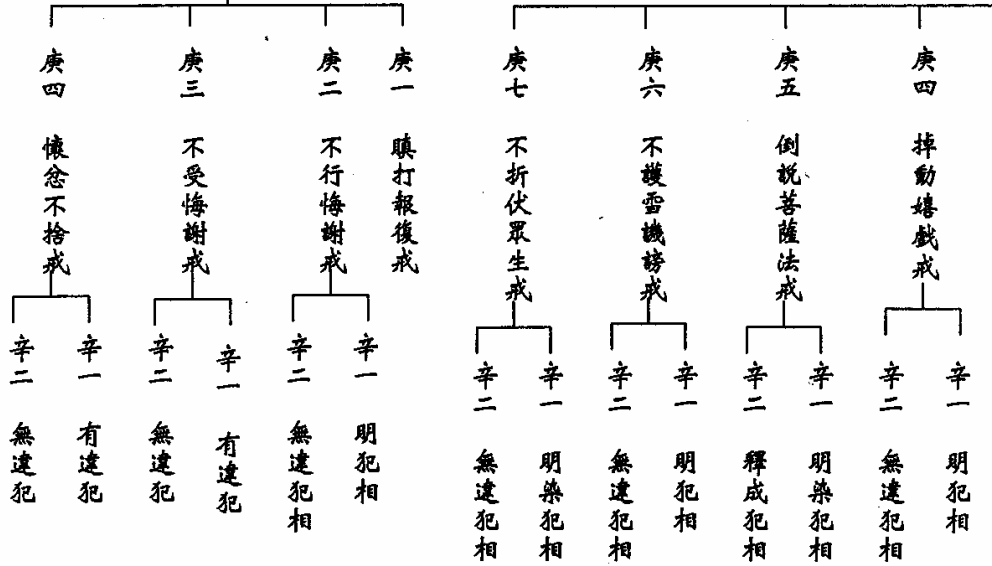 庚四 掉動嬉戲戒
辛一 明犯相
辛二 無違犯相
庚五 倒說菩薩法戒
辛一 明染犯相
辛二 釋成犯相
庚六 不護雪譏謗戒
辛一 明犯相
辛二 無違犯相
庚七 不折伏眾生戒
辛一 明染犯相
辛二 無違犯相
庚一 瞋打報復戒
庚二 不行悔謝戒
辛一 明犯相
辛二 無違犯相
庚三 不受悔謝戒
辛一 有違犯
辛二 無違犯
庚四 懷忿不捨戒
辛一 有違犯
辛二 無違犯